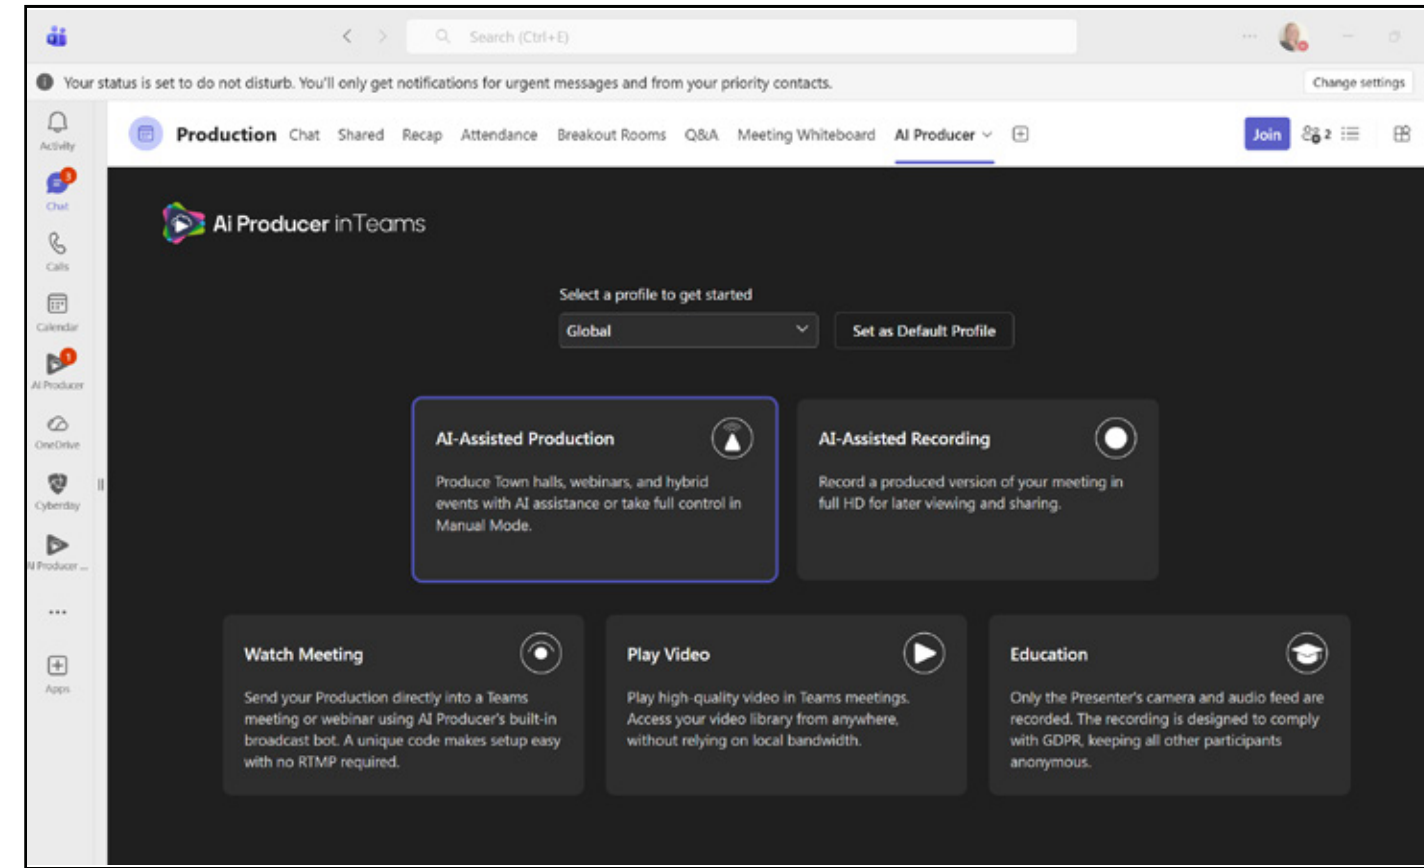 Search (Ctrl+E)
Your status is set to do not disturb. You'll only get notifications for urgent messages and from your priority contacts.
Change settings
Activity
3
Chat
Calls
Calendar
1
AI Producer
OneDrive
Cyberday
AI Producer ...
Apps
Production Chat Shared Recap Attendance Breakout Rooms Q&A Meeting Whiteboard AI Producer
Join 2
Ai Producer inTeams
Select a profile to get started
Global
Set as Default Profile
AI-Assisted Production
Produce Town halls, webinars, and hybrid
events with AI assistance or take full control in
Manual Mode.
AI-Assisted Recording
Record a produced version of your meeting in
full HD for later viewing and sharing.
Watch Meeting
Send your Production directly into a Teams
meeting or webinar using AI Producer's built-in
broadcast bot. A unique code makes setup easy
with no RTMP required.
Play Video
Play high-quality video in Teams meetings.
Access your video library from anywhere,
without relying on local bandwidth.
Education
Only the Presenter's camera and audio feed are
recorded. The recording is designed to comply
with GDPR, keeping all other participants
anonymous.